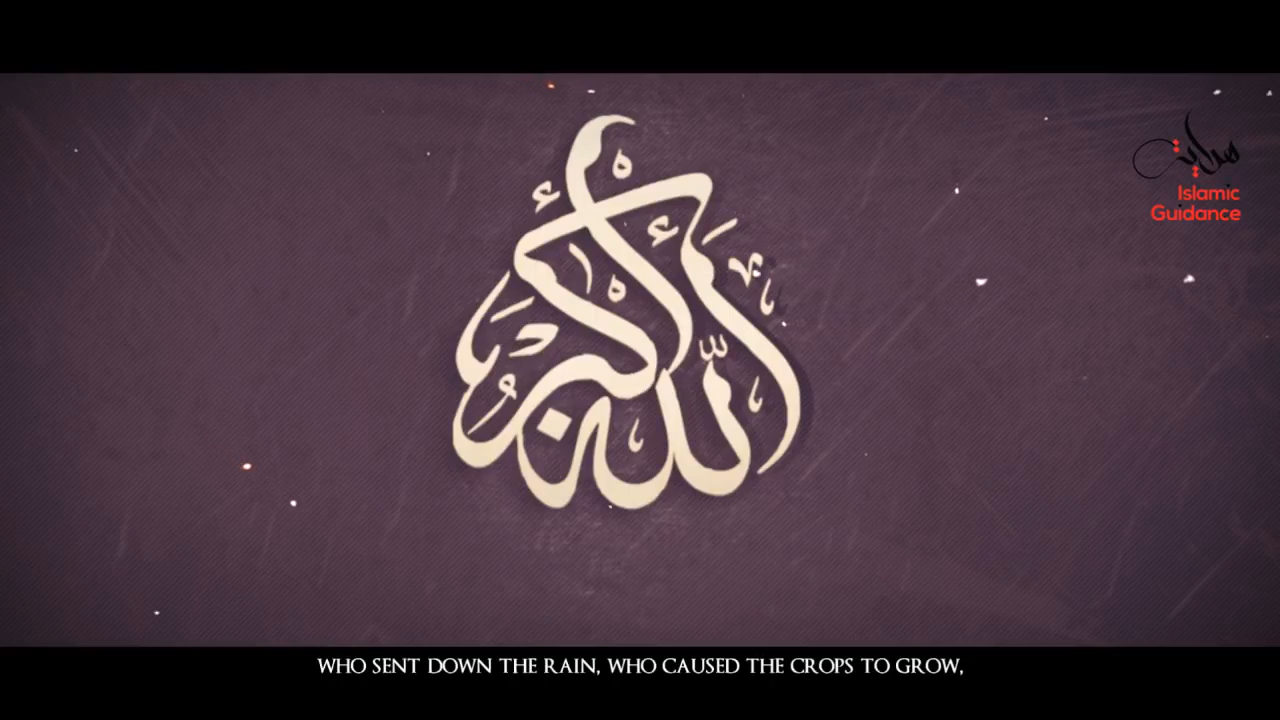 الله أكبر
هداية
Islamic
Guidance
WHO SENT DOWN THE RAIN, WHO CAUSED THE CROPS TO GROW,